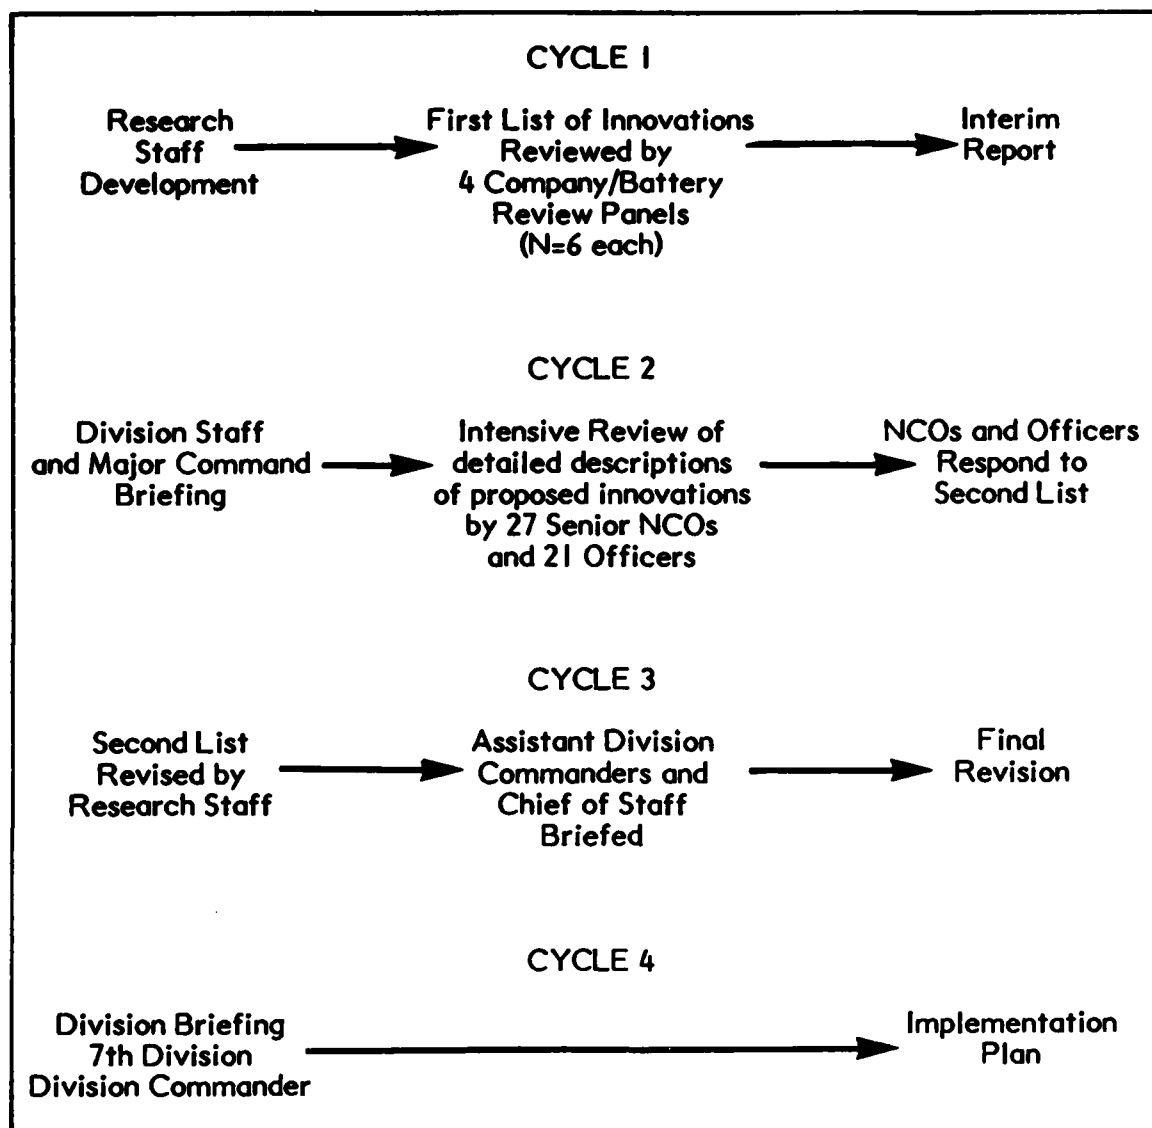 CYCLE 1
Research
Staff
Development
First List of Innovations
Reviewed by
4 Company/Battery
Review Panels
(N=6 each)
Interim
Report
CYCLE 2
Division Staff
and Major Command
Briefing
Intensive Review of
detailed descriptions
of proposed innovations
by 27 Senior NCOs
and 21 Officers
NCOs and Officers
Respond to
Second List
CYCLE 3
Second List
Revised by
Research Staff
Assistant Division
Commanders and
Chief of Staff
Briefed
Final
Revision
CYCLE 4
Division Briefing
7th Division
Division Commander
Implementation
Plan